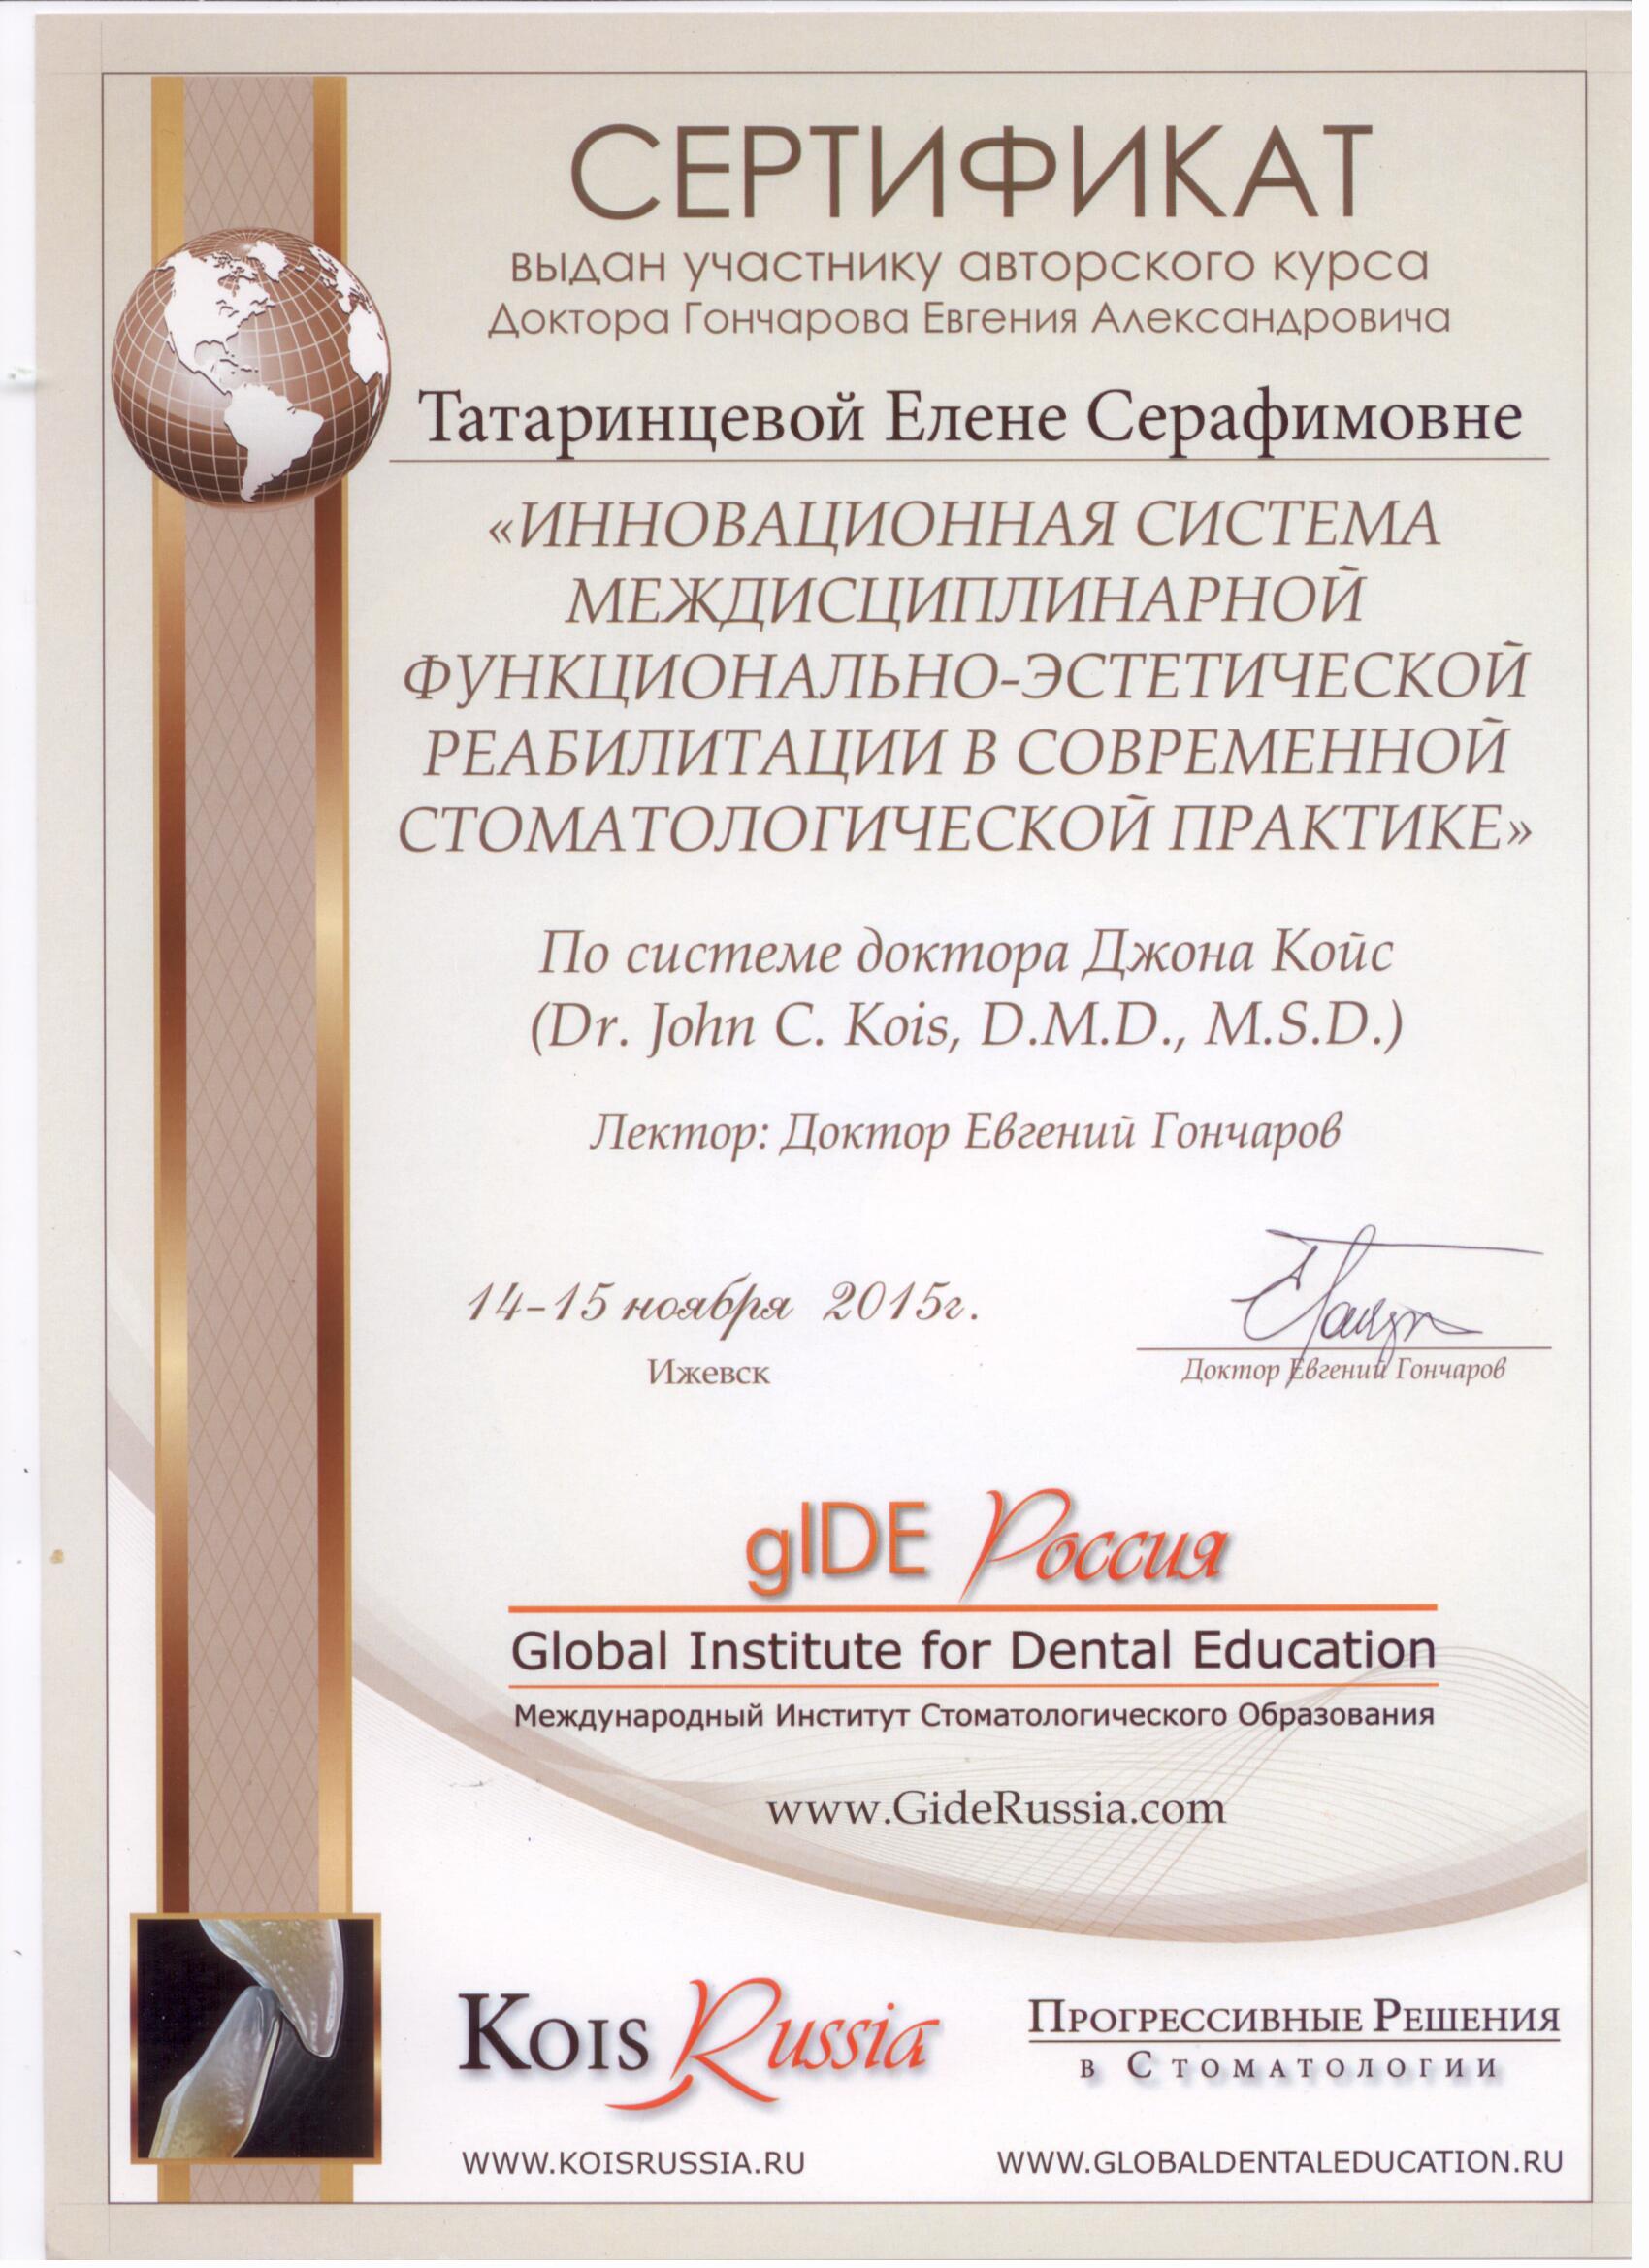 СЕРТИФИКАТ
выдан участнику авторского курса
Доктора Гончарова Евгения Александровича
Татаринцевой Елене Серафимовне
«ИННОВАЦИОННАЯ СИСТЕМА
МЕЖДИСЦИПЛИНАРНОЙ
ФУНКЦИОНАЛЬНО-ЭСТЕТИЧЕСКОЙ
РЕАБИЛИТАЦИИ В СОВРЕМЕННОЙ
СТОМАТОЛОГИЧЕСКОЙ ПРАКТИКЕ»
По системе доктора Джона Койс
(Dr. John C. Kois, D.M.D., M.S.D.)
Лектор: Доктор Евгений Гончаров
14-15 ноября 2015г.
Ижевск
Доктор Евгений Гончаров
gIDE Россия
Global Institute for Dental Education
Международный Институт Стоматологического Образования
www.GideRussia.com
KOIS Russia
ПРОГРЕССИВНЫЕ РЕШЕНИЯ
В СТОМАТОЛОГИИ
WWW.KOISRUSSIA.RU
WWW.GLOBALDENTALEDUCATION.RU